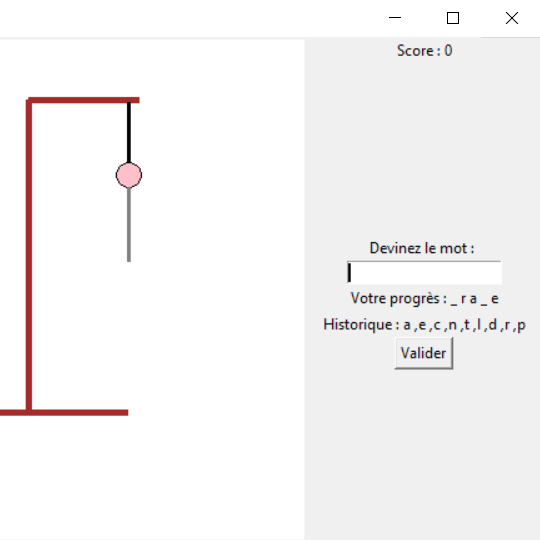 Score : 0
Devinez le mot :
Votre progrès : _ r a _ e
Historique : a ,e ,c ,n ,t ,l ,d ,r ,p
Valider